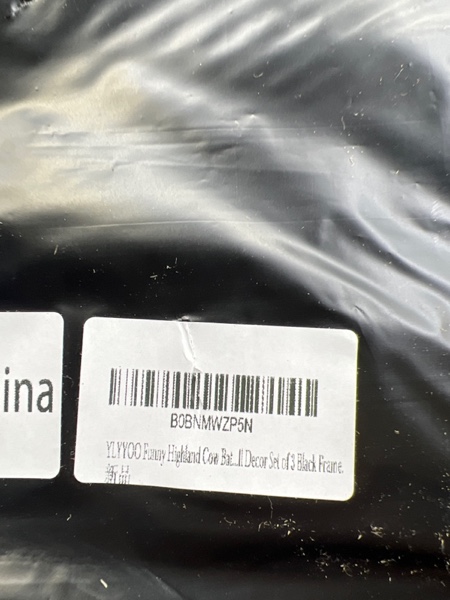 ina
B0BNMWZP5N
YLYYOO Funny Highland Cow Bat...ll Decor Set of 3 Black Frame.
新品